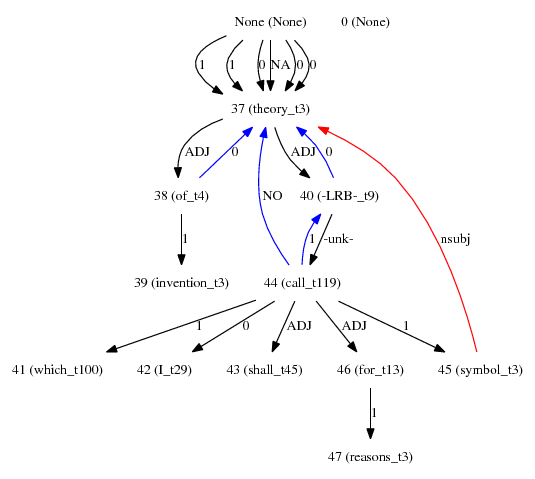 None (None) 0 (None)
1 1 0 NA 0 0
37 (theory_t3)
ADJ 0 ADJ 0
38 (of_t4) NO 40 (-LRB-_t9)
1 1 -unk- nsubj
39 (invention_t3) 44 (call_t119)
1 0 ADJ ADJ 1
41 (which_t100) 42 (I_t29) 43 (shall_t45) 46 (for_t13) 45 (symbol_t3)
1
47 (reasons_t3)